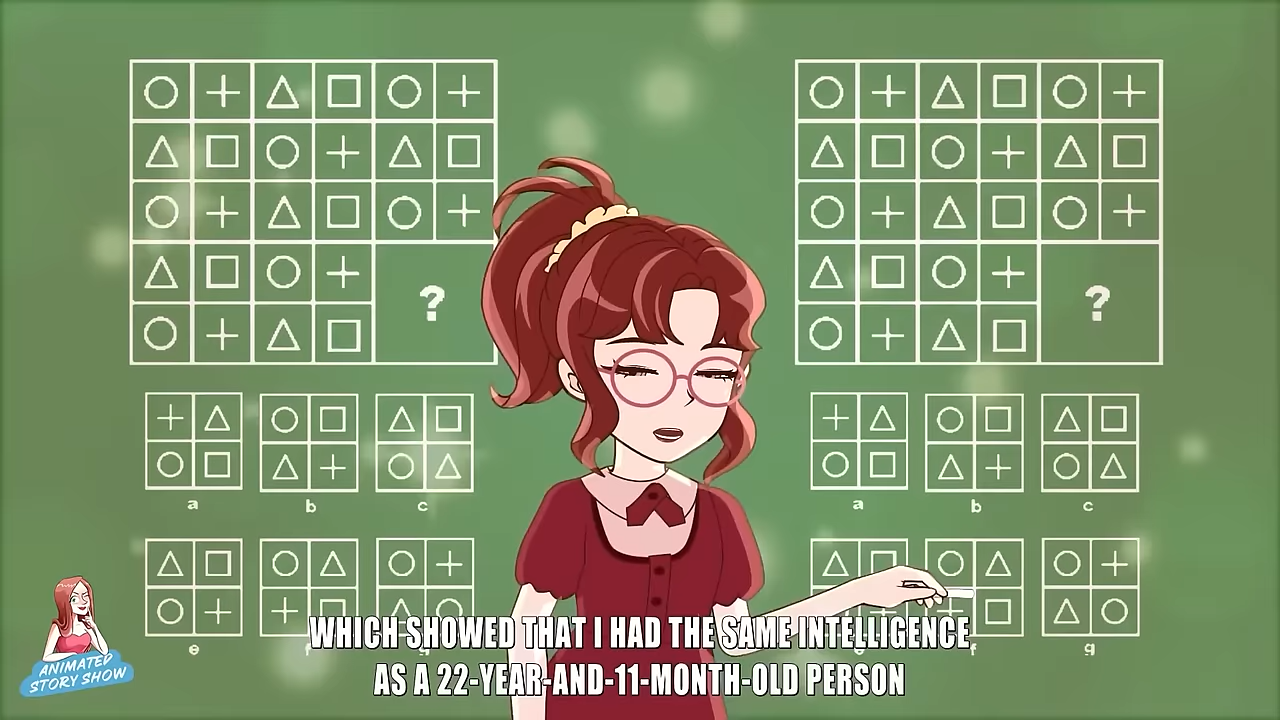 ?
?
a b c
a b c
e f g
e f g
WHICH SHOWED THAT I HAD THE SAME INTELLIGENCE
AS A 22-YEAR-AND-11-MONTH-OLD PERSON
ANIMATED
STORY SHOW